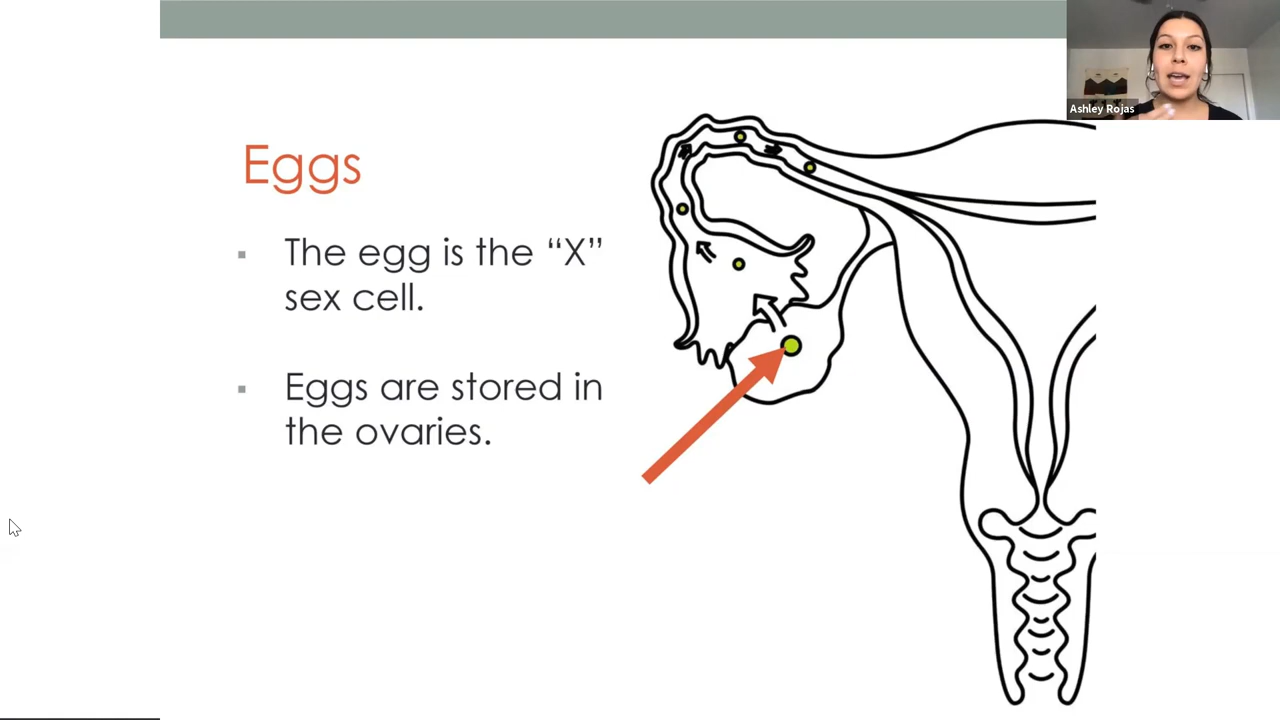 Ashley Rojas
Eggs
▪ The egg is the “X”
sex cell.
▪ Eggs are stored in
the ovaries.